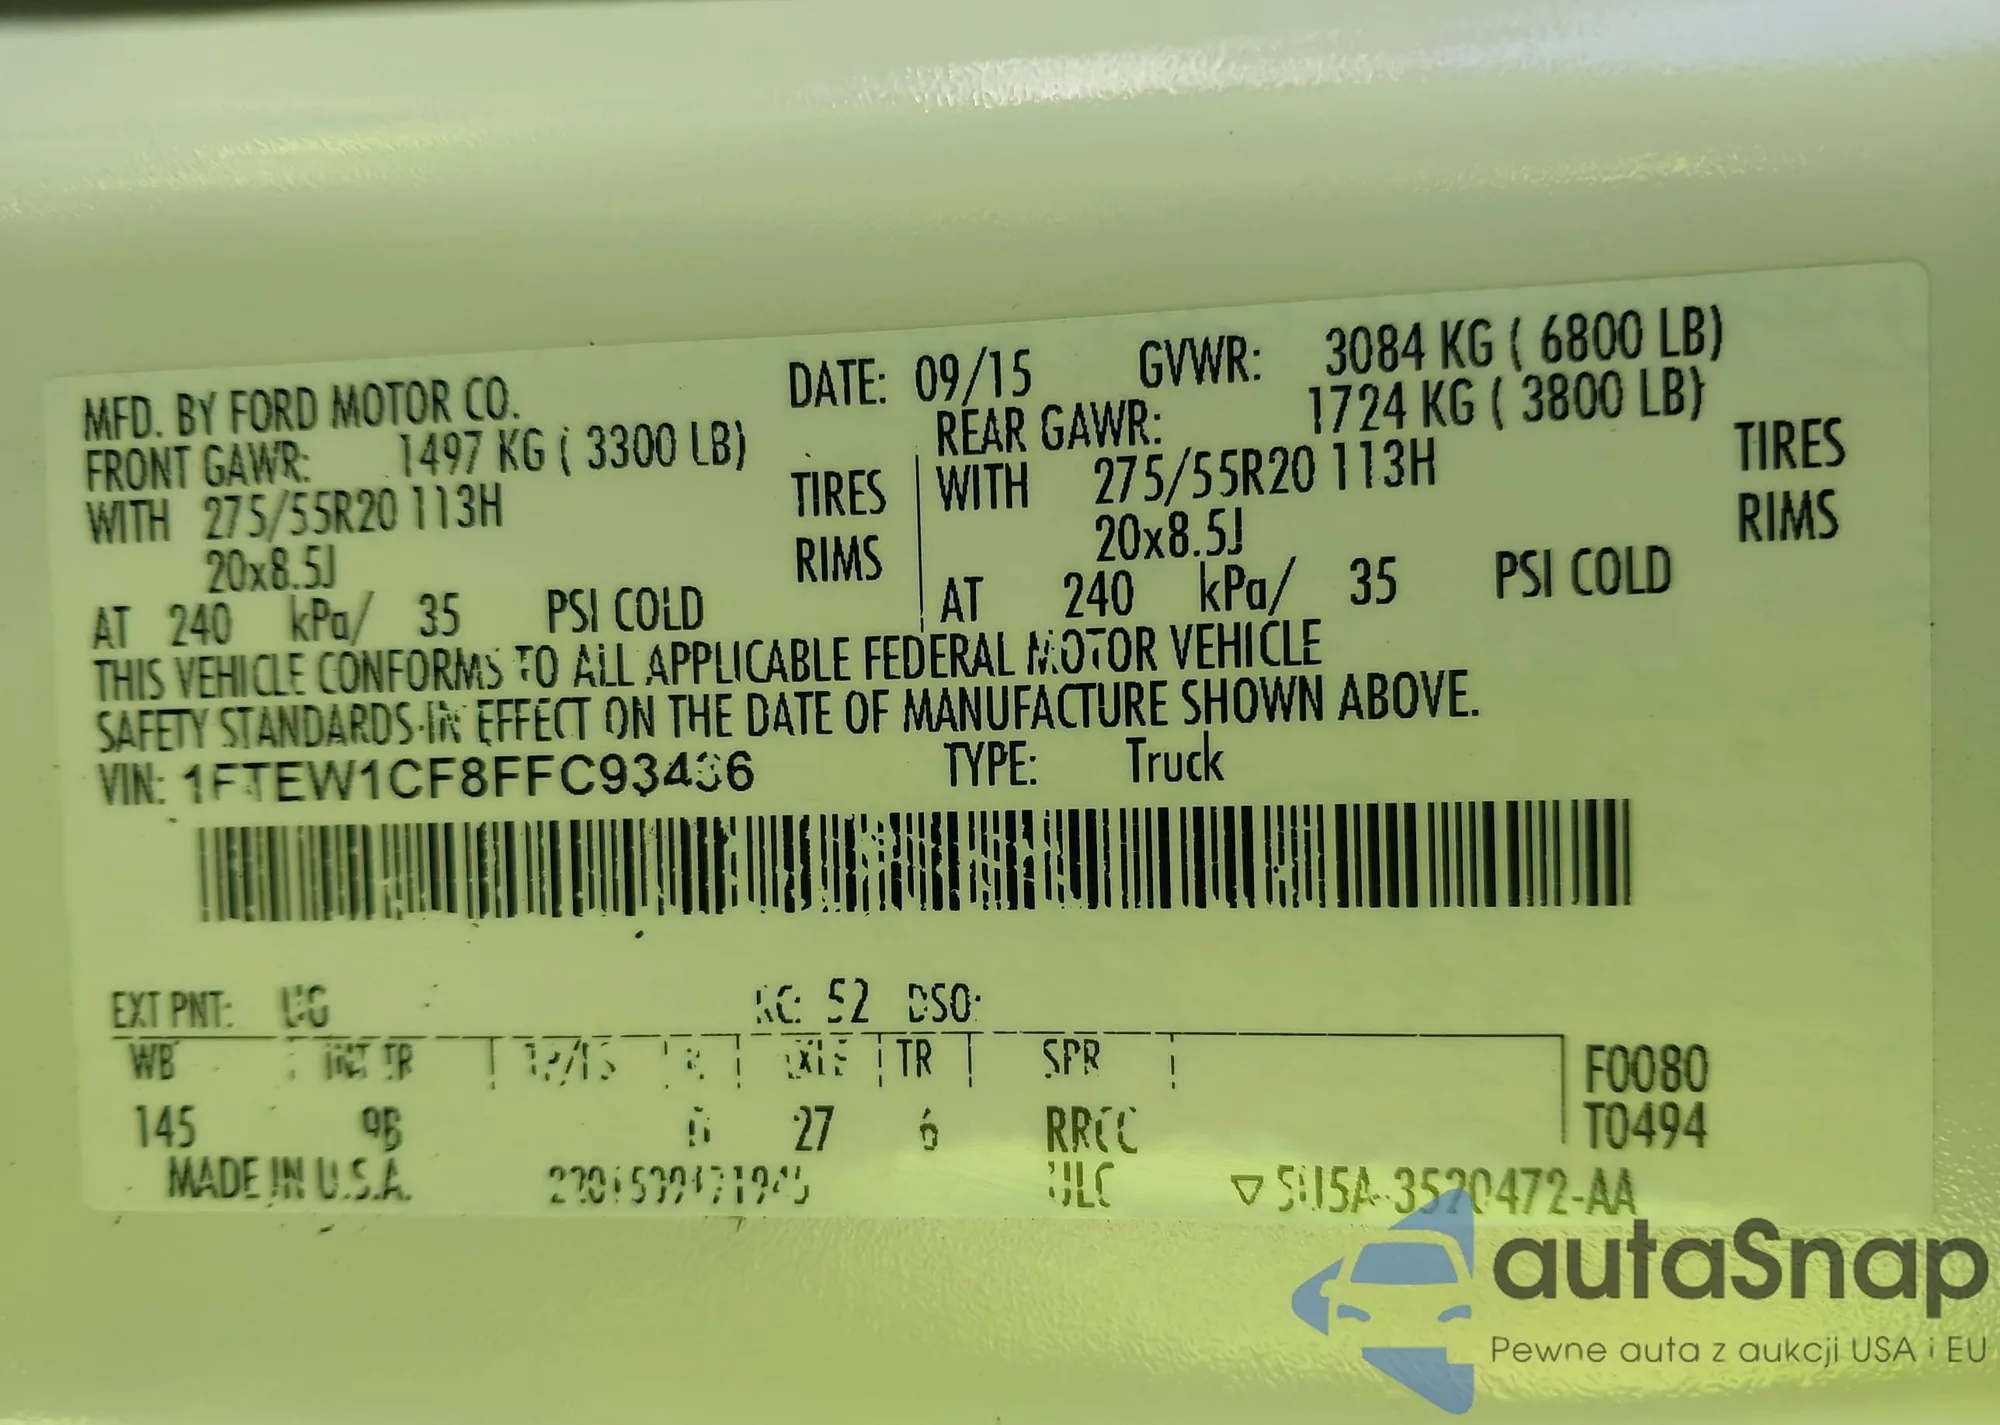 MFD. BY FORD MOTOR CO. DATE: 09/15 GVWR: 3084 KG ( 6800 LB)
FRONT GAWR: 1497 KG ( 3300 LB) REAR GAWR: 1724 KG ( 3800 LB)
WITH 275/55R20 113H TIRES WITH 275/55R20 113H TIRES
20x8.5J RIMS 20x8.5J RIMS
AT 240 kPa/ 35 PSI COLD AT 240 kPa/ 35 PSI COLD
THIS VEHICLE CONFORMS TO ALL APPLICABLE FEDERAL MOTOR VEHICLE
SAFETY STANDARDS IN EFFECT ON THE DATE OF MANUFACTURE SHOWN ABOVE.
VIN: TYPE: Truck
EXT PNT: 52 DSO:
WB INT TR TR SPR F0080
145 9B 27 6 T0494
MADE IN U.S.A.
autaSnap
Pewne auta z aukcji USA i EU